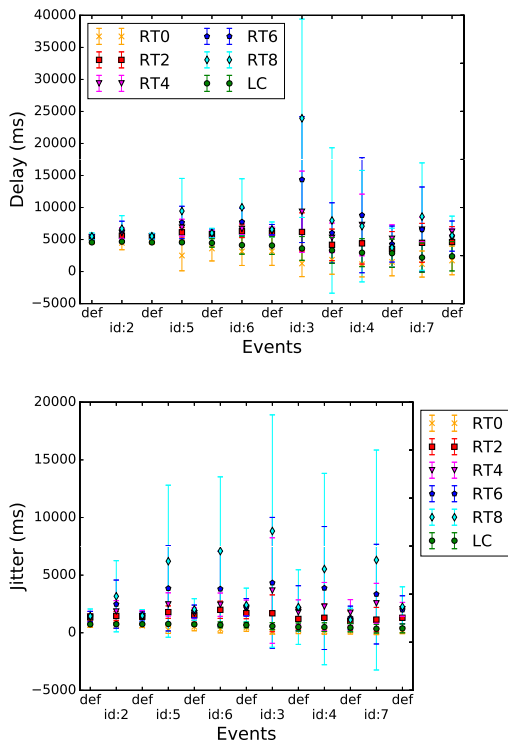 40000
35000
30000
25000
20000
15000
10000
5000
0
−5000
Delay (ms)
RT0
RT2
RT4
RT6
RT8
LC
def def def def def def def
id:2 id:5 id:6 id:3 id:4 id:7
Events
20000
15000
10000
5000
0
−5000
Jitter (ms)
RT0
RT2
RT4
RT6
RT8
LC
def def def def def def def
id:2 id:5 id:6 id:3 id:4 id:7
Events